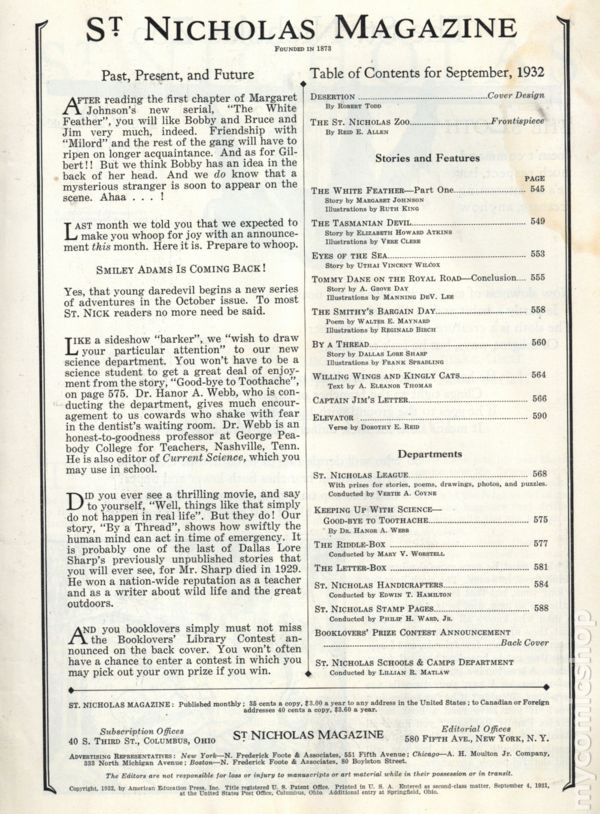 ST NICHOLAS MAGAZINE
FOUNDED IN 1873
Past, Present, and Future
AFTER reading the first chapter of Margaret
Johnson's new serial, "The White
Feather", you will like Bobby and Bruce and
Jim very much, indeed. Friendship with
"Milord" and the rest of the gang will have to
ripen on longer acquaintance. And as for Gil-
bert!! But we think Bobby has an idea in the
back of her head. And we do know that a
mysterious stranger is soon to appear on the
scene. Ahaa . . . !
LAST month we told you that we expected to
make you whoop for joy with an announce-
ment this month. Here it is. Prepare to whoop.
SMILEY ADAMS IS COMING BACK!
Yes, that young daredevil begins a new series
of adventures in the October issue. To most
ST. NICK readers no more need be said.
LIKE a sideshow "barker", we "wish to draw
your particular attention" to our new
science department. You won't have to be a
science student to get a great deal of enjoy-
ment from the story, "Good-bye to Toothache",
on page 575. Dr. Hanor A. Webb, who is con-
ducting the department, gives much encour-
agement to us cowards who shake with fear
in the dentist's waiting room. Dr. Webb is an
honest-to-goodness professor at George Pea-
body College for Teachers, Nashville, Tenn.
He is also editor of Current Science, which you
may use in school.
DID you ever see a thrilling movie, and say
to yourself, "Well, things like that simply
do not happen in real life". But they do! Our
story, "By a Thread", shows how swiftly the
human mind can act in time of emergency. It
is probably one of the last of Dallas Lore
Sharp's previously unpublished stories that
you will ever see, for Mr. Sharp died in 1929.
He won a nation-wide reputation as a teacher
and as a writer about wild life and the great
outdoors.
AND you booklovers simply must not miss
the Booklovers' Library Contest an-
nounced on the back cover. You won't often
have a chance to enter a contest in which you
may pick out your own prize if you win.
Table of Contents for September, 1932
DESERTION Cover Design
BY ROBERT TODD
THE ST. NICHOLAS ZOO Frontispiece
BY REID E. ALLEN
Stories and Features
PAGE
THE WHITE FEATHER—PART ONE 545
STORY BY MARGARET JOHNSON
ILLUSTRATIONS BY RUTH KING
THE TASMANIAN DEVIL 549
STORY BY ELIZABETH HOWARD ATKINS
ILLUSTRATIONS BY VERE CLERE
EYES OF THE SEA 553
STORY BY UTHAI VINCENT WILCOX
TOMMY DANE ON THE ROYAL ROAD—CONCLUSION 555
STORY BY A. GROVE DAY
ILLUSTRATIONS BY MANNING DEV. LEE
THE SMITHY'S BARGAIN DAY 558
POEM BY WALTER E. MAYNARD
ILLUSTRATIONS BY REGINALD BIRCH
BY A THREAD 560
STORY BY DALLAS LORE SHARP
ILLUSTRATIONS BY FRANK SPRADLING
WILLING WINGS AND KINGLY CATS 564
TEXT BY A. ELEANOR THOMAS
CAPTAIN JIM'S LETTER 566
ELEVATOR 590
VERSE BY DOROTHY E. REID
Departments
ST. NICHOLAS LEAGUE 568
With prizes for stories, poems, drawings, photos, and puzzles.
CONDUCTED BY VERTIE A. COYNE
KEEPING UP WITH SCIENCE—
GOOD-BYE TO TOOTHACHE 575
BY DR. HANOR A. WEBB
THE RIDDLE-BOX 577
CONDUCTED BY MARY V. WORSTELL
THE LETTER-BOX 581
ST. NICHOLAS HANDICRAFTERS 584
CONDUCTED BY EDWIN T. HAMILTON
ST. NICHOLAS STAMP PAGES 588
CONDUCTED BY PHILIP H. WARD, JR.
BOOKLOVERS' PRIZE CONTEST ANNOUNCEMENT
Back Cover
ST. NICHOLAS SCHOOLS & CAMPS DEPARTMENT
CONDUCTED BY LILLIAN R. MATLAW
ST. NICHOLAS MAGAZINE: Published monthly; 35 cents a copy, $3.00 a year to any address in the United States; to Canadian or Foreign
addresses 40 cents a copy, $3.60 a year.
Subscription Offices
40 S. THIRD ST., COLUMBUS, OHIO
ST NICHOLAS MAGAZINE
Editorial Offices
580 FIFTH AVE., NEW YORK, N. Y.
ADVERTISING REPRESENTATIVES: New York—N. Frederick Foote & Associates, 551 Fifth Avenue; Chicago—A. H. Moulton Jr. Company,
333 North Michigan Avenue; Boston—N. Frederick Foote & Associates, 80 Boylston Street.
The Editors are not responsible for loss or injury to manuscripts or art material while in their possession or in transit.
Copyright, 1932, by American Education Press, Inc. Title registered U. S. Patent Office. Printed in U. S. A. Entered as second-class matter, September 4, 1931,
at the United States Post Office, Columbus, Ohio. Additional entry at Springfield, Ohio.
mycomicshop